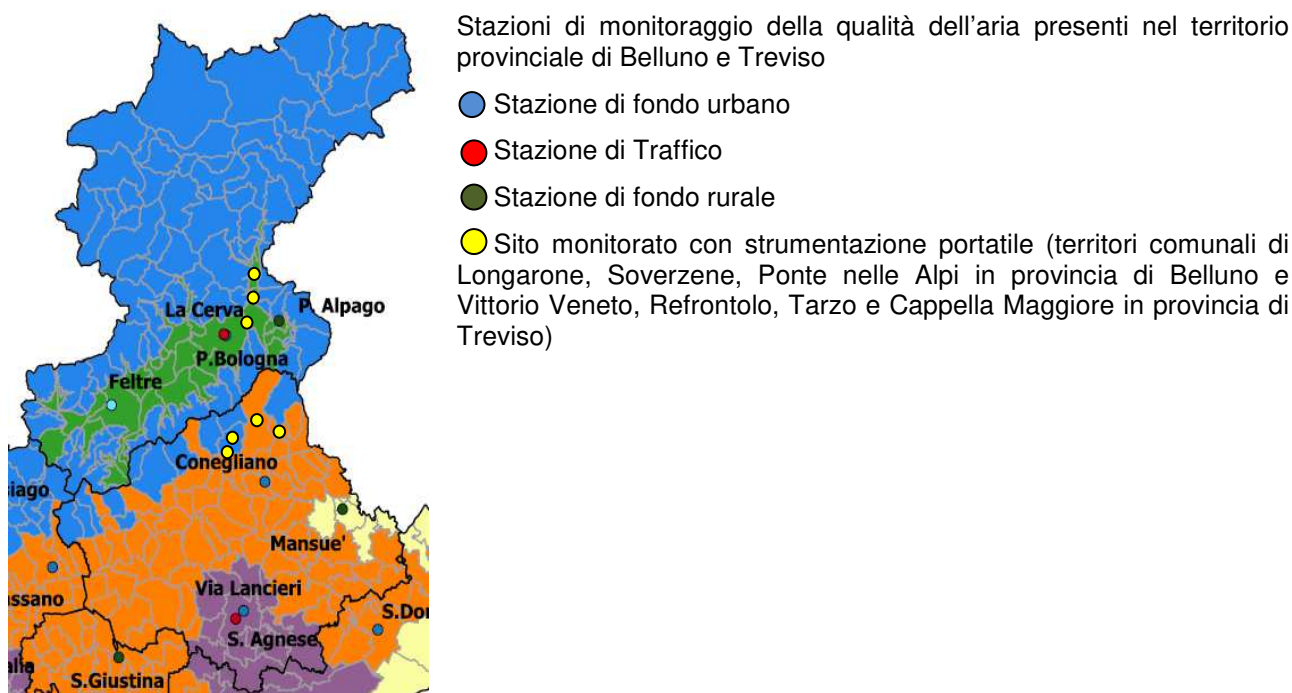 Stazioni di monitoraggio della qualità dell'aria presenti nel territorio
provinciale di Belluno e Treviso
Stazione di fondo urbano
Stazione di Traffico
Stazione di fondo rurale
Sito monitorato con strumentazione portatile (territori comunali di
Longarone, Soverzene, Ponte nelle Alpi in provincia di Belluno e
Vittorio Veneto, Refrontolo, Tarzo e Cappella Maggiore in provincia di
Treviso)
La Cerva
P. Alpago
P.Bologna
Feltre
Conegliano
siago
Mansue'
ssano
Via Lancieri
S.Dor
S. Agnese
S.Giustina